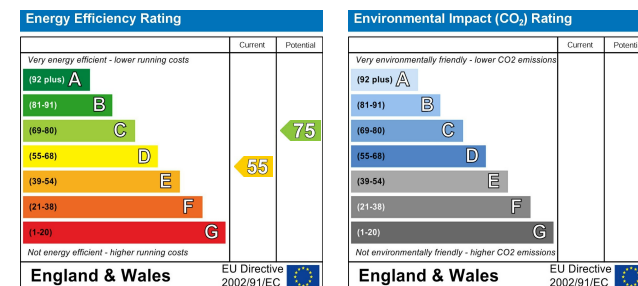 Energy Efficiency Rating
Current Potential
Very energy efficient - lower running costs
(92 plus) A
(81-91) B
(69-80) C
75
(55-68) D
55
(39-54) E
(21-38) F
(1-20) G
Not energy efficient - higher running costs
England & Wales
EU Directive
2002/91/EC
Environmental Impact (CO₂) Rating
Current Potenti
Very environmentally friendly - lower CO2 emissions
(92 plus) A
(81-91) B
(69-80) C
(55-68) D
(39-54) E
(21-38) F
(1-20) G
Not environmentally friendly - higher CO2 emissions
England & Wales
EU Directive
2002/91/EC